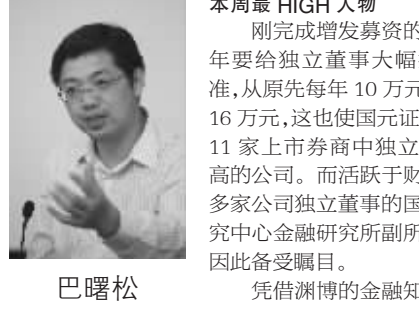 本周最 HIGH 人物
刚完成增发募资的
年要给独立董事大幅
准，从原先每年 10 万元
16 万元，这也使国元证
11 家上市券商中独立
高的公司。而活跃于财
多家公司独立董事的国
究中心金融研究所副所
因此备受瞩目。
凭借渊博的金融知
巴曙松